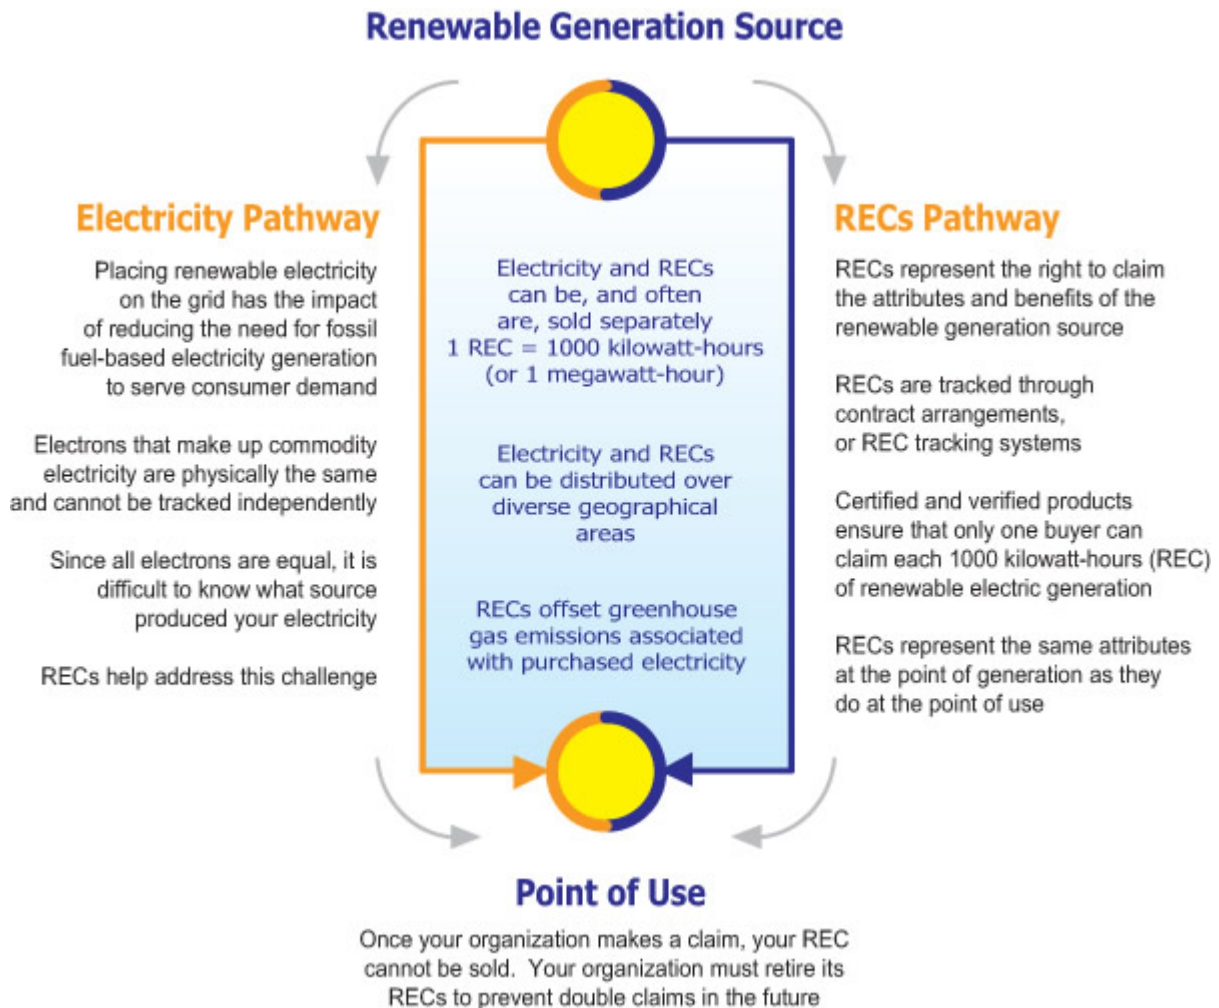 Renewable Generation Source
Electricity Pathway
Placing renewable electricity
on the grid has the impact
of reducing the need for fossil
fuel-based electricity generation
to serve consumer demand
Electrons that make up commodity
electricity are physically the same
and cannot be tracked independently
Since all electrons are equal, it is
difficult to know what source
produced your electricity
RECs help address this challenge
Electricity and RECs
can be, and often
are, sold separately
1 REC = 1000 kilowatt-hours
(or 1 megawatt-hour)
Electricity and RECs
can be distributed over
diverse geographical
areas
RECs offset greenhouse
gas emissions associated
with purchased electricity
RECs Pathway
RECs represent the right to claim
the attributes and benefits of the
renewable generation source
RECs are tracked through
contract arrangements,
or REC tracking systems
Certified and verified products
ensure that only one buyer can
claim each 1000 kilowatt-hours (REC)
of renewable electric generation
RECs represent the same attributes
at the point of generation as they
do at the point of use
Point of Use
Once your organization makes a claim, your REC
cannot be sold. Your organization must retire its
RECs to prevent double claims in the future